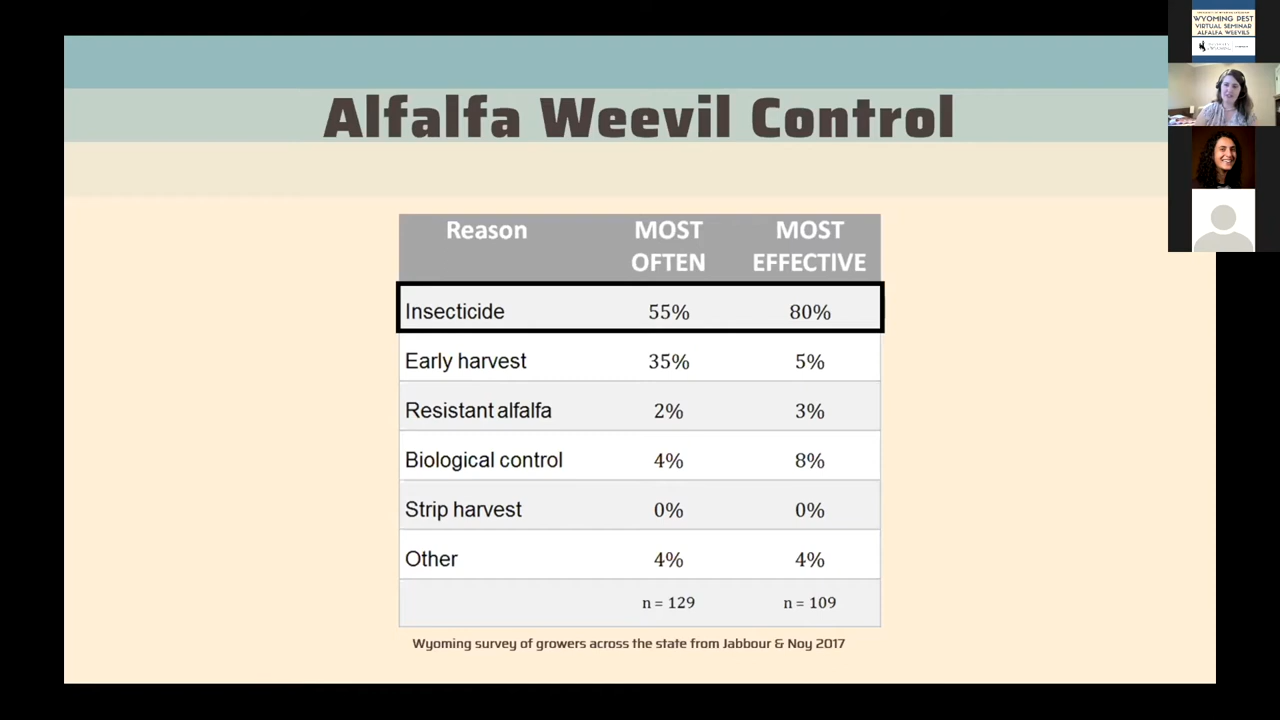 Alfalfa Weevil Control
WYOMING PEST
VIRTUAL SEMINAR
ALFALFA WEEVILS
Reason MOST OFTEN MOST EFFECTIVE
Insecticide 55% 80%
Early harvest 35% 5%
Resistant alfalfa 2% 3%
Biological control 4% 8%
Strip harvest 0% 0%
Other 4% 4%
n = 129 n = 109
Wyoming survey of growers across the state from Jabbour & Noy 2017